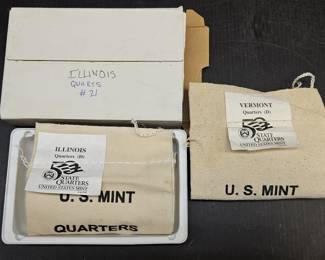 ILLINOIS
QUARTS
#21
ILLINOIS
Quarters (D)
50
STATE
QUARTERS
UNITED STATES MINT
U. S. MINT
QUARTERS
VERMONT
Quarters (D)
50
STATE
QUARTERS
UNITED STATES MINT
U. S. MINT